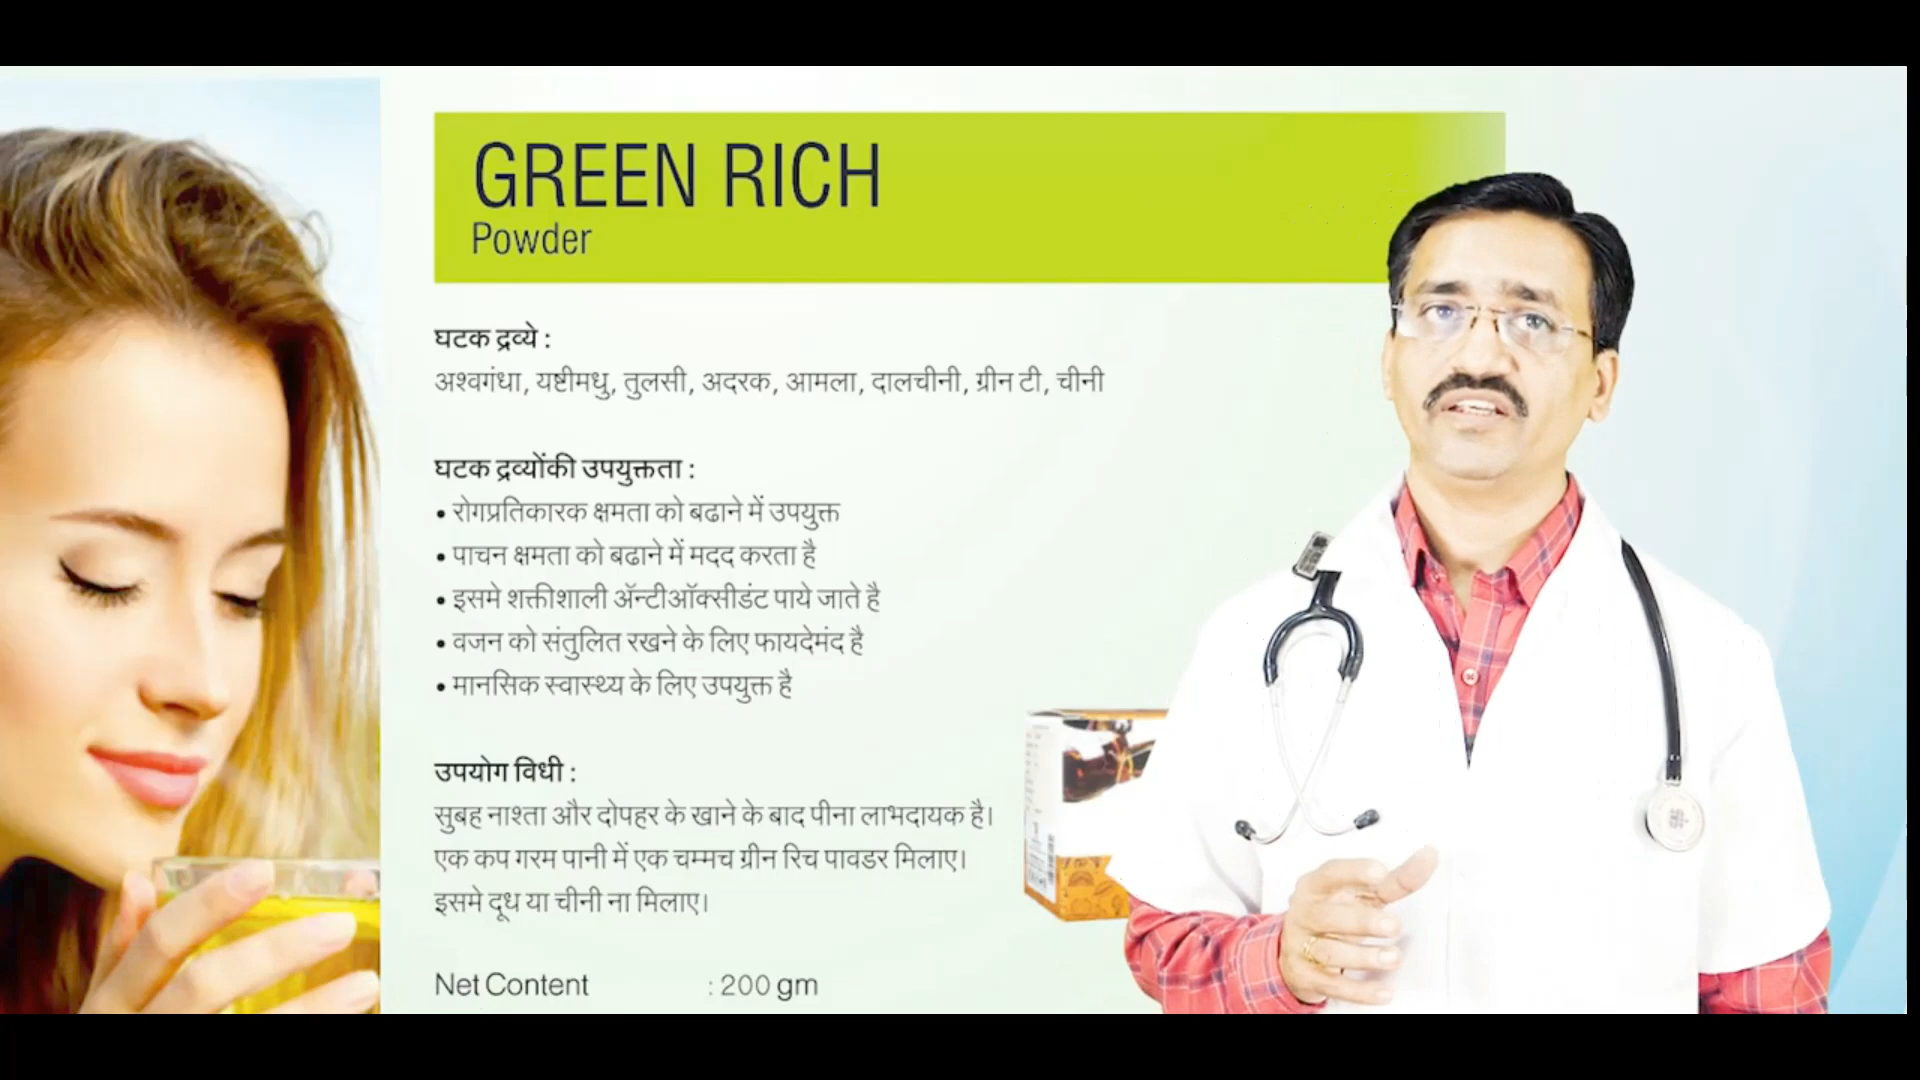 GREEN RICH
Powder
घटक द्रव्ये :
अश्वगंधा, यष्टीमधु, तुलसी, अदरक, आमला, दालचीनी, ग्रीन टी, चीनी
घटक द्रव्योंकी उपयुक्तता :
• रोगप्रतिकारक क्षमता को बढाने में उपयुक्त
• पाचन क्षमता को बढाने में मदद करता है
• इसमे शक्तीशाली ॲन्टीऑक्सीडंट पाये जाते है
• वजन को संतुलित रखने के लिए फायदेमंद है
• मानसिक स्वास्थ्य के लिए उपयुक्त है
उपयोग विधी :
सुबह नाश्ता और दोपहर के खाने के बाद पीना लाभदायक है।
एक कप गरम पानी में एक चम्मच ग्रीन रिच पावडर मिलाए।
इसमे दूध या चीनी ना मिलाए।
Net Content : 200 gm